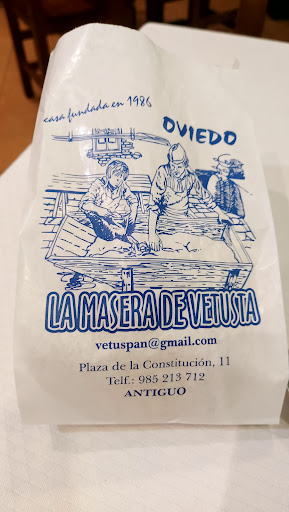 casa fundada en 1986
OVIEDO
LA MASERA DE VETUSTA
vetuspan@gmail.com
Plaza de la Constitución, 11
Telf.: 985 213 712
ANTIGUO